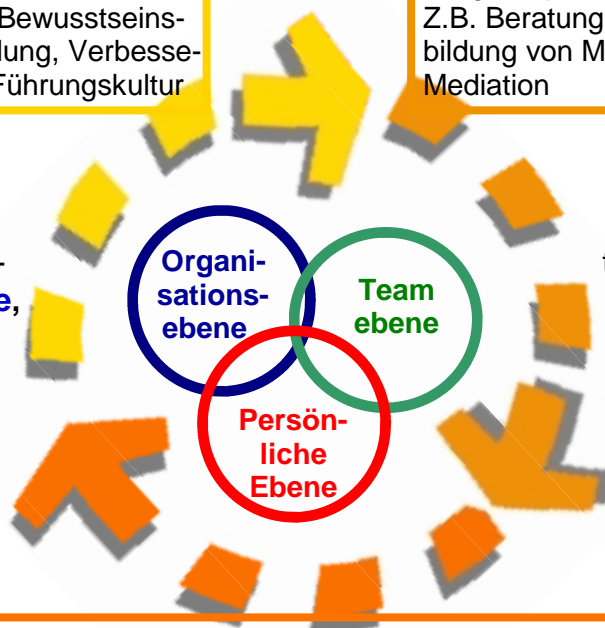 Bewusstseins-
lung, Verbesse-
Führungskultur
Z.B. Beratung
bildung von M
Mediation
-
e,
t
Organi-
sations-
ebene
Team
ebene
Persön-
liche
Ebene